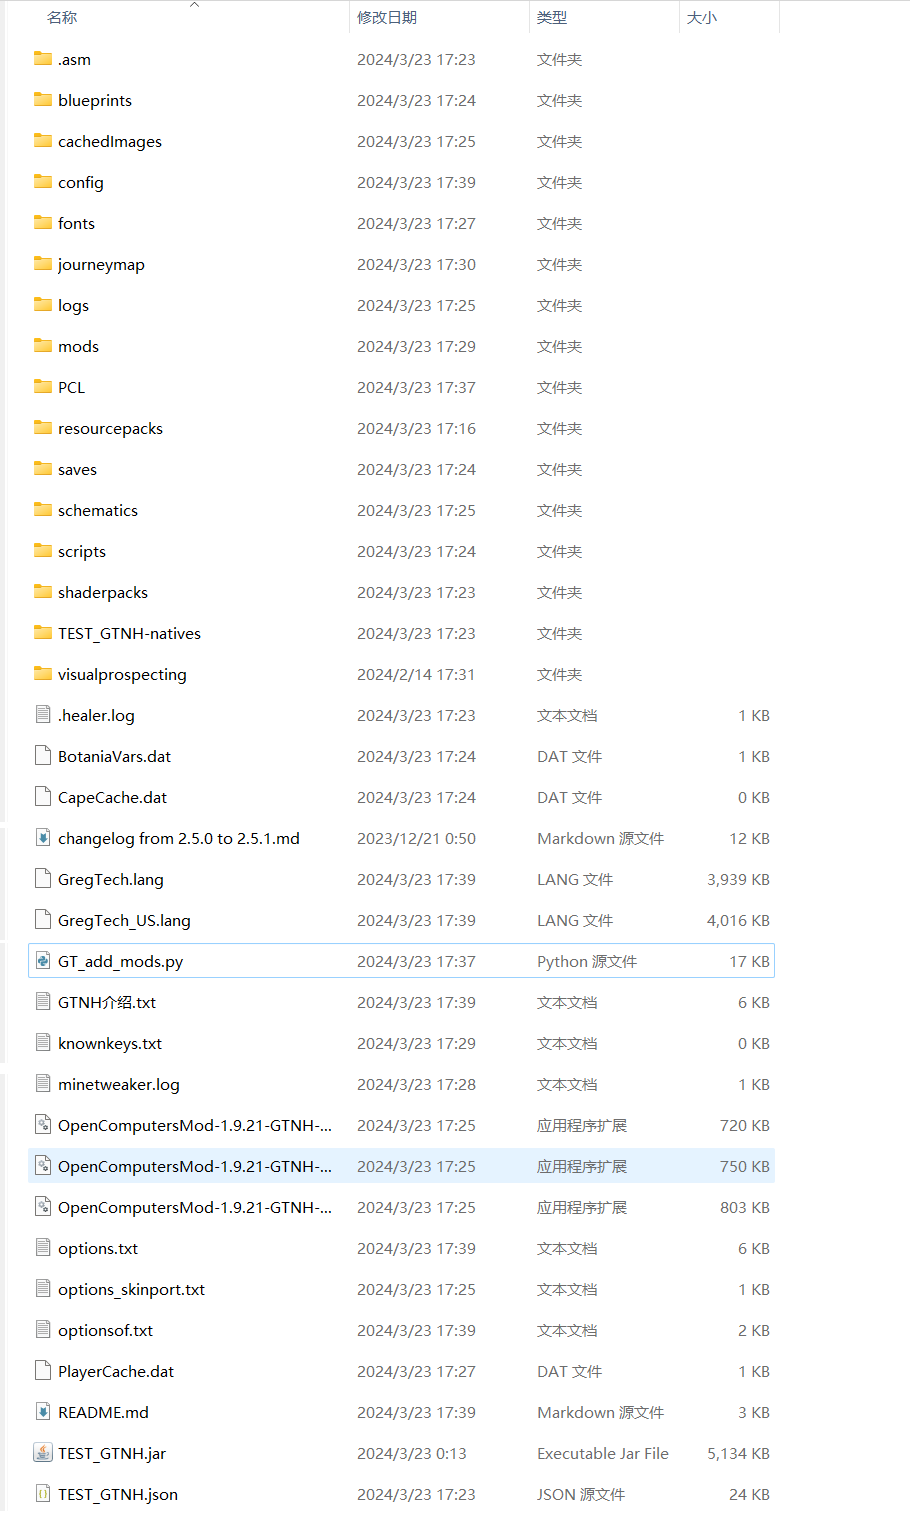 名称 修改日期 类型 大小
.asm 2024/3/23 17:23 文件夹
blueprints 2024/3/23 17:24 文件夹
cachedImages 2024/3/23 17:25 文件夹
config 2024/3/23 17:39 文件夹
fonts 2024/3/23 17:27 文件夹
journeymap 2024/3/23 17:30 文件夹
logs 2024/3/23 17:25 文件夹
mods 2024/3/23 17:29 文件夹
PCL 2024/3/23 17:37 文件夹
resourcepacks 2024/3/23 17:16 文件夹
saves 2024/3/23 17:24 文件夹
schematics 2024/3/23 17:25 文件夹
scripts 2024/3/23 17:24 文件夹
shaderpacks 2024/3/23 17:23 文件夹
TEST_GTNH-natives 2024/3/23 17:23 文件夹
visualprospecting 2024/2/14 17:31 文件夹
.healer.log 2024/3/23 17:23 文本文档 1 KB
BotaniaVars.dat 2024/3/23 17:24 DAT 文件 1 KB
CapeCache.dat 2024/3/23 17:24 DAT 文件 0 KB
changelog from 2.5.0 to 2.5.1.md 2023/12/21 0:50 Markdown 源文件 12 KB
GregTech.lang 2024/3/23 17:39 LANG 文件 3,939 KB
GregTech_US.lang 2024/3/23 17:39 LANG 文件 4,016 KB
GT_add_mods.py 2024/3/23 17:37 Python 源文件 17 KB
GTNH介绍.txt 2024/3/23 17:39 文本文档 6 KB
knownkeys.txt 2024/3/23 17:29 文本文档 0 KB
minetweaker.log 2024/3/23 17:28 文本文档 1 KB
OpenComputersMod-1.9.21-GTNH-... 2024/3/23 17:25 应用程序扩展 720 KB
OpenComputersMod-1.9.21-GTNH-... 2024/3/23 17:25 应用程序扩展 750 KB
OpenComputersMod-1.9.21-GTNH-... 2024/3/23 17:25 应用程序扩展 803 KB
options.txt 2024/3/23 17:39 文本文档 6 KB
options_skinport.txt 2024/3/23 17:25 文本文档 1 KB
optionsof.txt 2024/3/23 17:39 文本文档 2 KB
PlayerCache.dat 2024/3/23 17:27 DAT 文件 1 KB
README.md 2024/3/23 17:39 Markdown 源文件 3 KB
TEST_GTNH.jar 2024/3/23 0:13 Executable Jar File 5,134 KB
TEST_GTNH.json 2024/3/23 17:23 JSON 源文件 24 KB